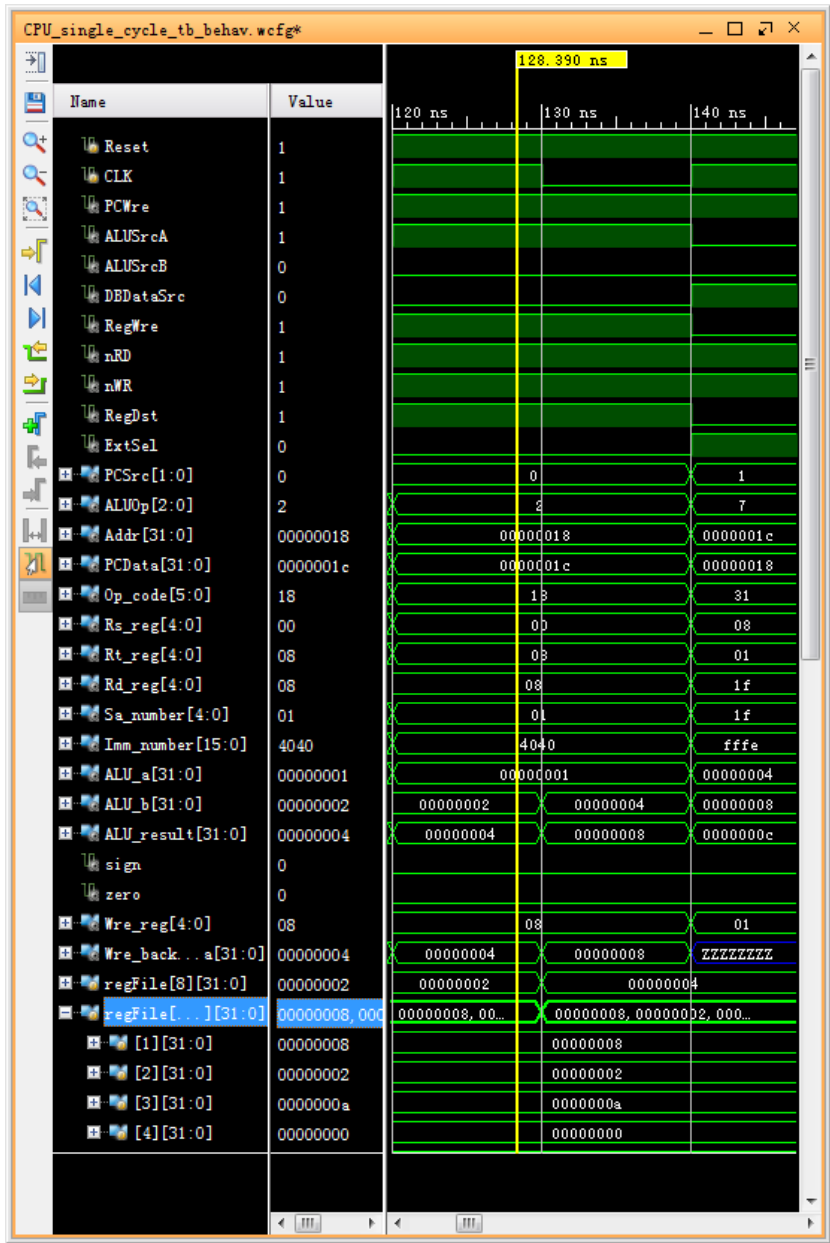 CPU_single_cycle_tb_behav.wcfg*
128.390 ns
Name Value 120 ns 130 ns 140 ns
Reset 1
CLK 1
PCWre 1
ALUSrcA 1
ALUSrcB 0
DBDataSrc 0
RegWre 1
nRD 1
nWR 1
RegDst 1
ExtSel 0
PCSrc[1:0] 0 0 1
ALUOp[2:0] 2 2 7
Addr[31:0] 00000018 00000018 0000001c
PCData[31:0] 0000001c 0000001c 00000018
Op_code[5:0] 18 18 31
Rs_reg[4:0] 00 00 08
Rt_reg[4:0] 08 08 01
Rd_reg[4:0] 08 08 1f
Sa_number[4:0] 01 01 1f
Imm_number[15:0] 4040 4040 fffe
ALU_a[31:0] 00000001 00000001 00000004
ALU_b[31:0] 00000002 00000002 00000004 00000008
ALU_result[31:0] 00000004 00000004 00000008 0000000c
sign 0
zero 0
Wre_reg[4:0] 08 08 01
Wre_back...a[31:0] 00000004 00000004 00000008 ZZZZZZZZ
regFile[8][31:0] 00000002 00000002 00000004
regFile[...][31:0] 00000008,000 00000008,00... 00000008,00000002,000...
[1][31:0] 00000008 00000008
[2][31:0] 00000002 00000002
[3][31:0] 0000000a 0000000a
[4][31:0] 00000000 00000000